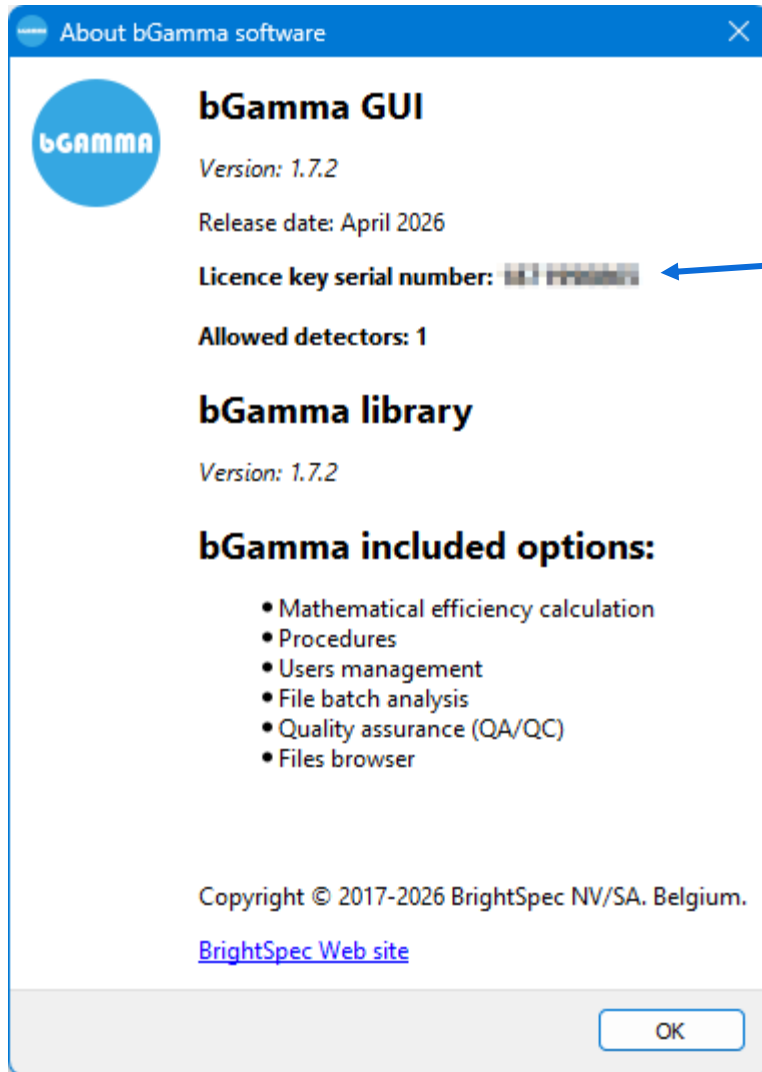 About bGamma software
bGAMMA
bGamma GUI
Version: 1.7.2
Release date: April 2026
Licence key serial number:
Allowed detectors: 1
bGamma library
Version: 1.7.2
bGamma included options:
• Mathematical efficiency calculation
• Procedures
• Users management
• File batch analysis
• Quality assurance (QA/QC)
• Files browser
Copyright © 2017-2026 BrightSpec NV/SA. Belgium.
BrightSpec Web site
OK